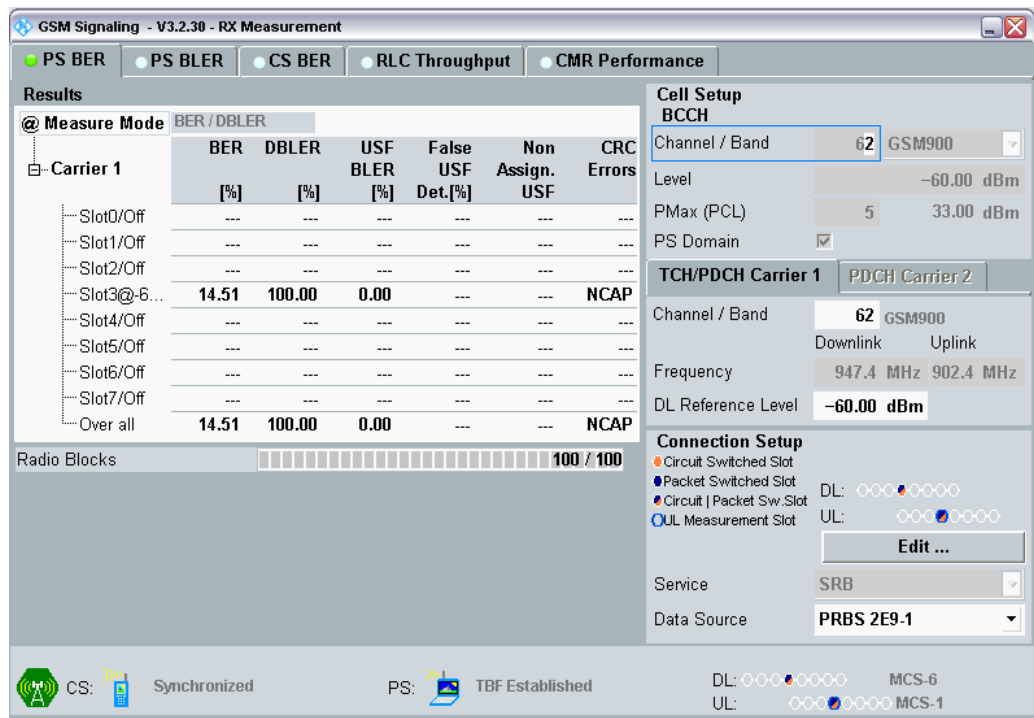 GSM Signaling - V3.2.30 - RX Measurement
PS BER PS BLER CS BER RLC Throughput CMR Performance
Results
@ Measure Mode BER / DBLER
Carrier 1
BER DBLER USF False Non CRC
BLER USF Assign. Errors
[%] [%] [%] Det.[%] USF
Slot0/Off --- --- --- --- --- ---
Slot1/Off --- --- --- --- --- ---
Slot2/Off --- --- --- --- --- ---
Slot3@-6... 14.51 100.00 0.00 --- --- NCAP
Slot4/Off --- --- --- --- --- ---
Slot5/Off --- --- --- --- --- ---
Slot6/Off --- --- --- --- --- ---
Slot7/Off --- --- --- --- --- ---
Over all 14.51 100.00 0.00 --- --- NCAP
Radio Blocks 100 / 100
Cell Setup
BCCH
Channel / Band 62 GSM900
Level -60.00 dBm
PMax (PCL) 5 33.00 dBm
PS Domain
TCH/PDCH Carrier 1 PDCH Carrier 2
Channel / Band 62 GSM900
Downlink Uplink
Frequency 947.4 MHz 902.4 MHz
DL Reference Level -60.00 dBm
Connection Setup
Circuit Switched Slot
Packet Switched Slot
Circuit | Packet Sw.Slot
UL Measurement Slot
DL:
UL:
Edit ...
Service SRB
Data Source PRBS 2E9-1
CS: Synchronized PS: TBF Established DL: MCS-6
UL: MCS-1